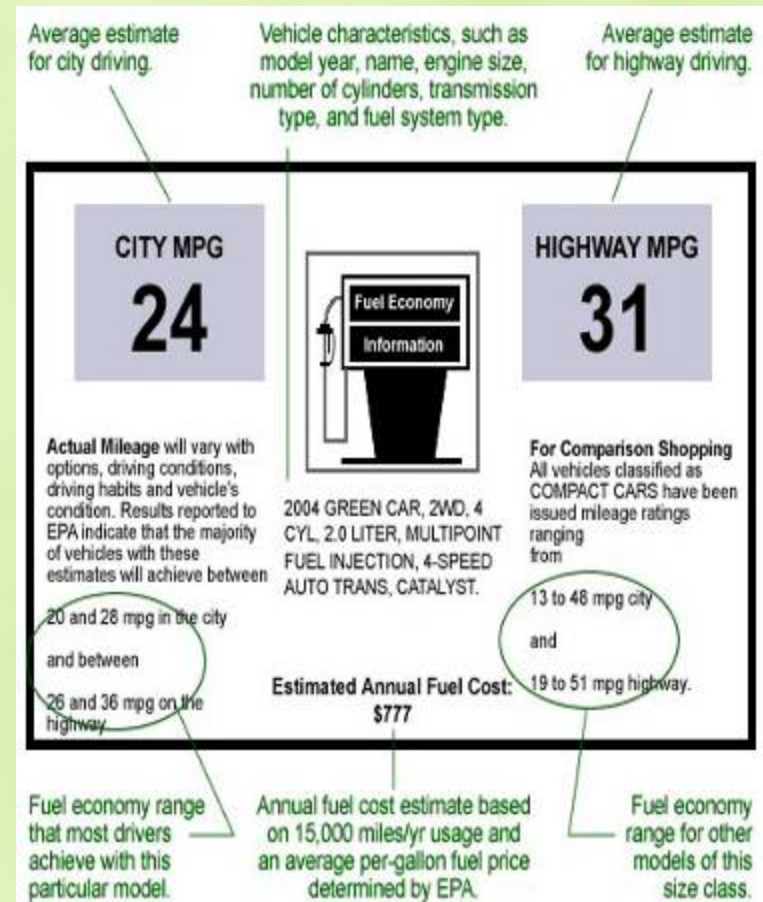 Average estimate
for city driving.
Vehicle characteristics, such as
model year, name, engine size,
number of cylinders, transmission
type, and fuel system type.
Average estimate
for highway driving.
CITY MPG
24
Fuel Economy
Information
HIGHWAY MPG
31
Actual Mileage will vary with
options, driving conditions,
driving habits and vehicle's
condition. Results reported to
EPA indicate that the majority
of vehicles with these
estimates will achieve between
20 and 28 mpg in the city
and between
26 and 36 mpg on the
highway
2004 GREEN CAR, 2WD, 4
CYL, 2.0 LITER, MULTIPOINT
FUEL INJECTION, 4-SPEED
AUTO TRANS, CATALYST.
Estimated Annual Fuel Cost:
$777
For Comparison Shopping
All vehicles classified as
COMPACT CARS have been
issued mileage ratings
ranging
from
13 to 48 mpg city
and
19 to 51 mpg highway.
Fuel economy range
that most drivers
achieve with this
particular model.
Annual fuel cost estimate based
on 15,000 miles/yr usage and
an average per-gallon fuel price
determined by EPA.
Fuel economy
range for other
models of this
size class.